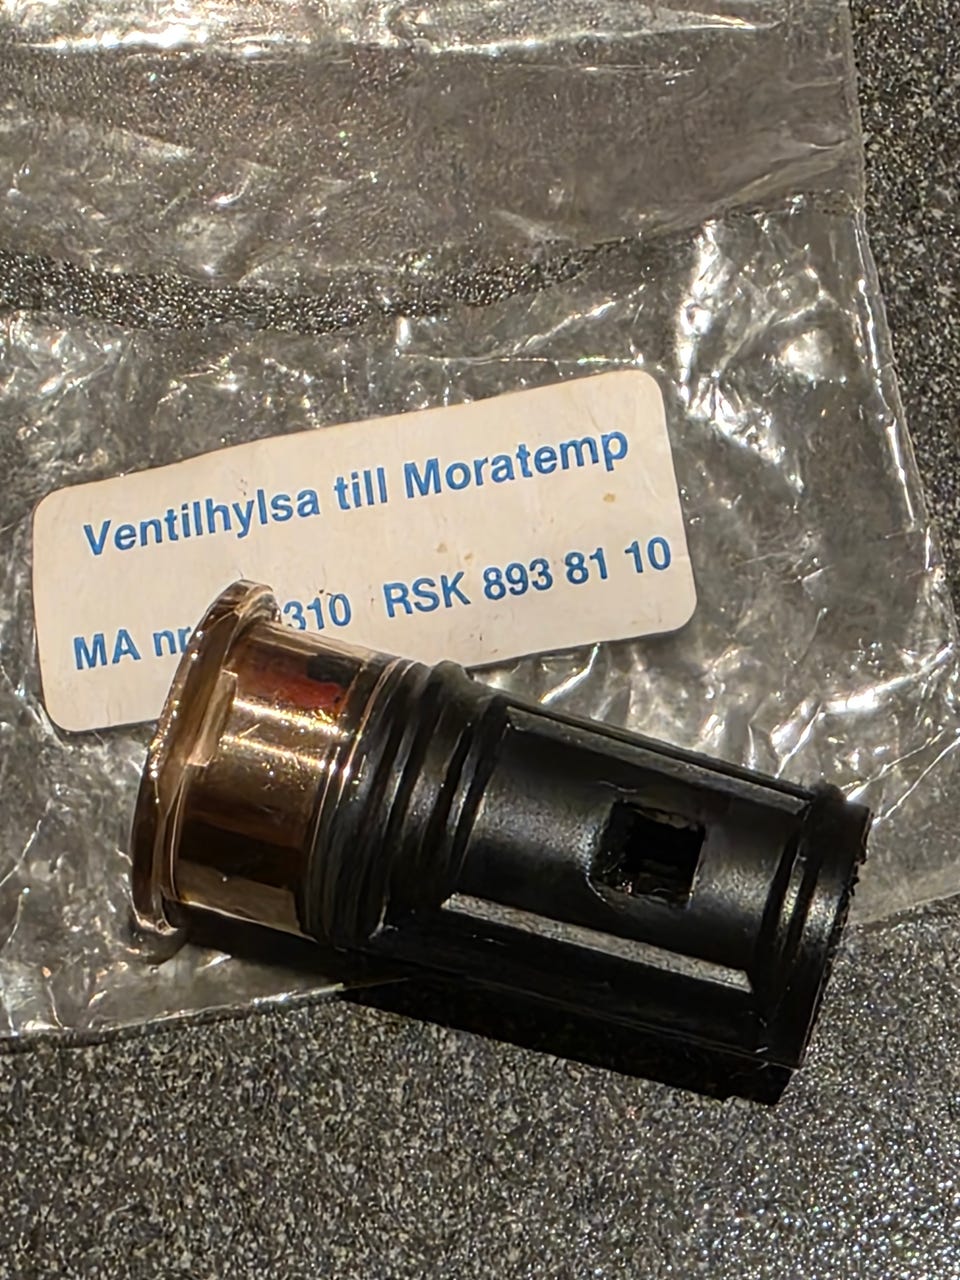 Ventilhylsa till Moratemp
MA nr 310 RSK 893 81 10